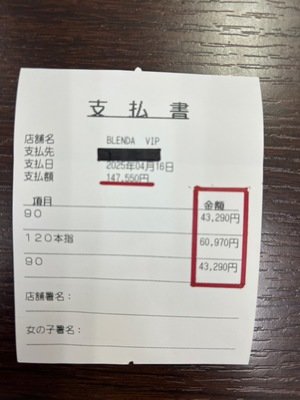 支払書
店舗名 BLENDA VIP
支払先
支払日 2025年04月16日
支払額 147,550円
項目 金額
90 43,290円
120本指 60,970円
90 43,290円
店舗署名：
女の子署名：